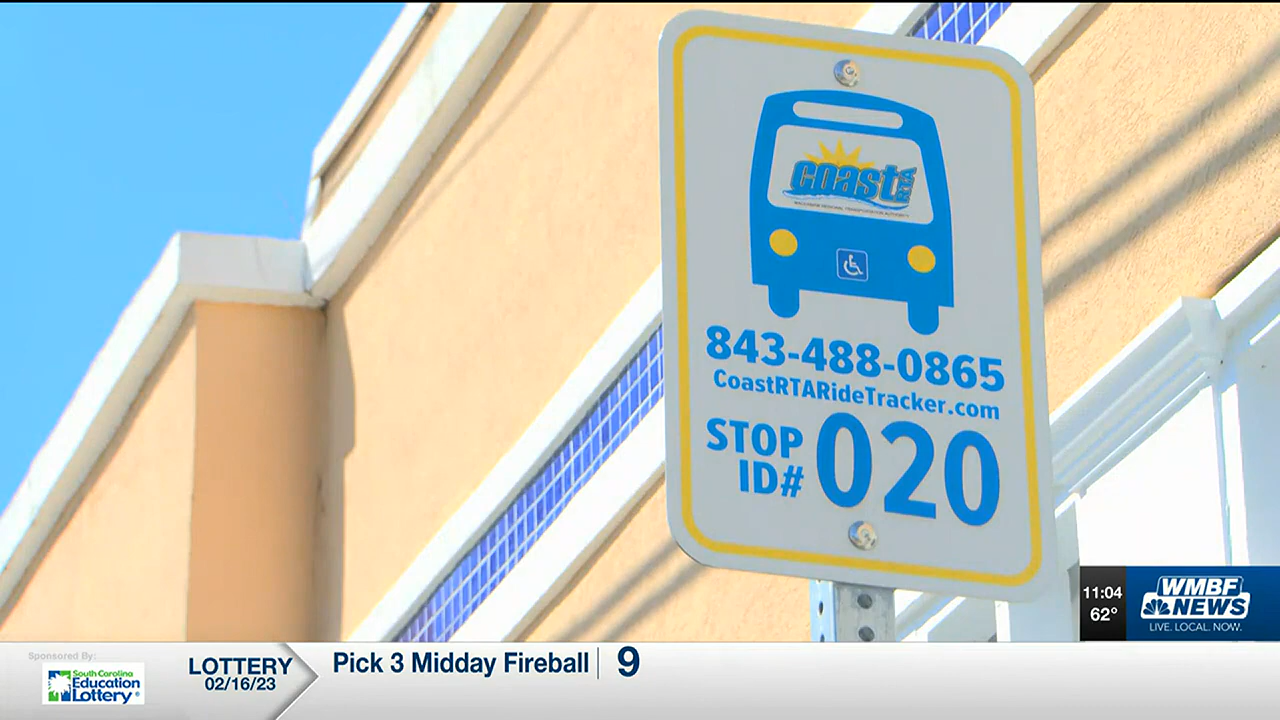 coast RTA
843-488-0865
CoastRTARideTracker.com
STOP
ID# 020
11:04
62°
WMBF
NEWS
LIVE. LOCAL. NOW.
Sponsored By:
South Carolina
Education
Lottery
LOTTERY
02/16/23
Pick 3 Midday Fireball 9